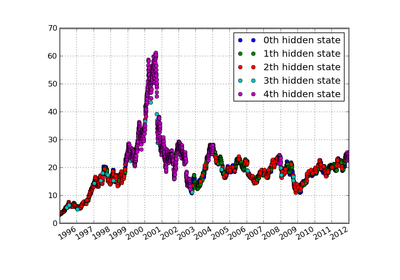 70
60
50
40
30
20
10
0
0th hidden state
1th hidden state
2th hidden state
3th hidden state
4th hidden state
1996 1997 1998 1999 2000 2001 2002 2003 2004 2005 2006 2007 2008 2009 2010 2011 2012